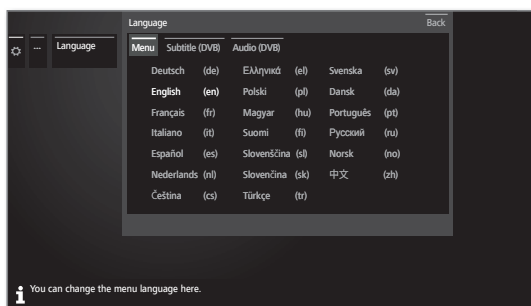 Language Back
... Language
Menu Subtitle (DVB) Audio (DVB)
Deutsch (de) Ελληνικά (el) Svenska (sv)
English (en) Polski (pl) Dansk (da)
Français (fr) Magyar (hu) Português (pt)
Italiano (it) Suomi (fi) Русский (ru)
Español (es) Slovenščina (sl) Norsk (no)
Nederlands (nl) Slovenčina (sk) 中文 (zh)
Čeština (cs) Türkçe (tr)
i You can change the menu language here.